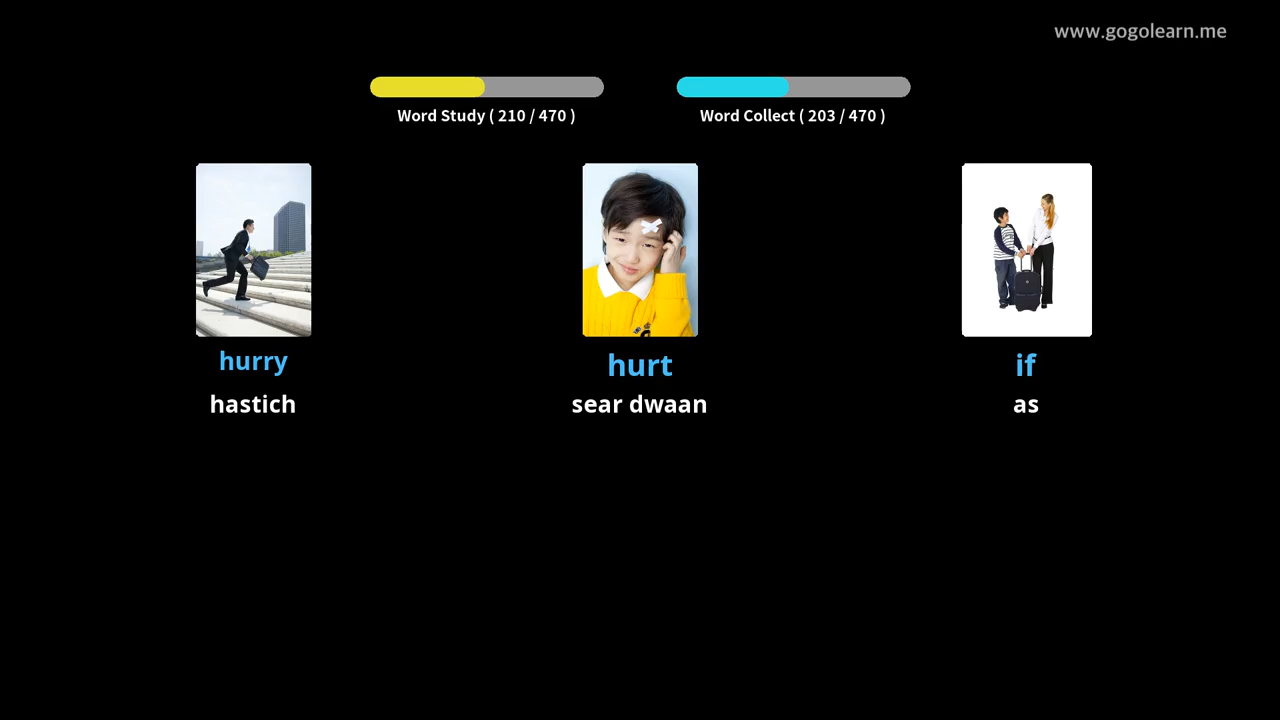 www.gogolearn.me
Word Study ( 210 / 470 )
Word Collect ( 203 / 470 )
hurry
hastich
hurt
sear dwaan
if
as